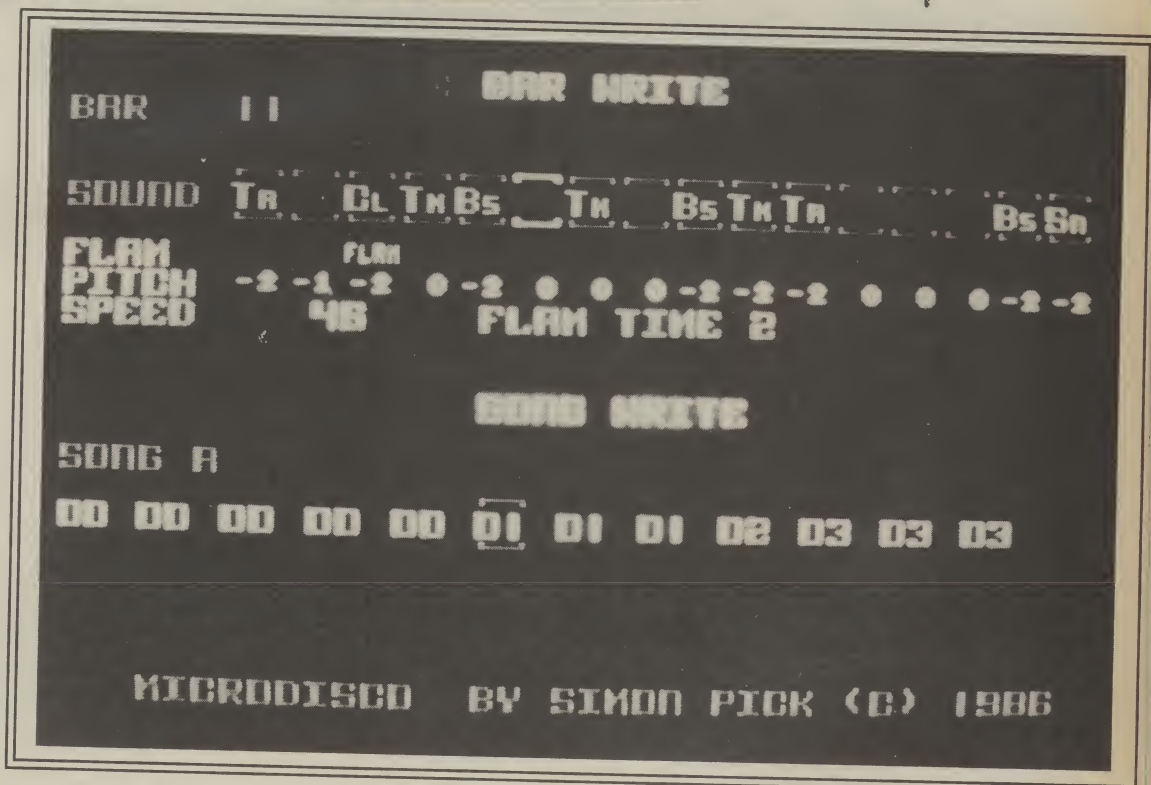 BAR WRITE
BAR 11
SOUND TR CL TM BS TM BS TM TR BS SN
FLAM FLAM
PITCH -2 -1 -2 0 -2 0 0 0 -2 -2 -2 0 0 0 -2 -2
SPEED 46 FLAM TIME 2
SONG WRITE
SONG A
00 00 00 00 00 01 01 01 02 03 03 03
MICRODISCO BY SIMON PICK (C) 1986